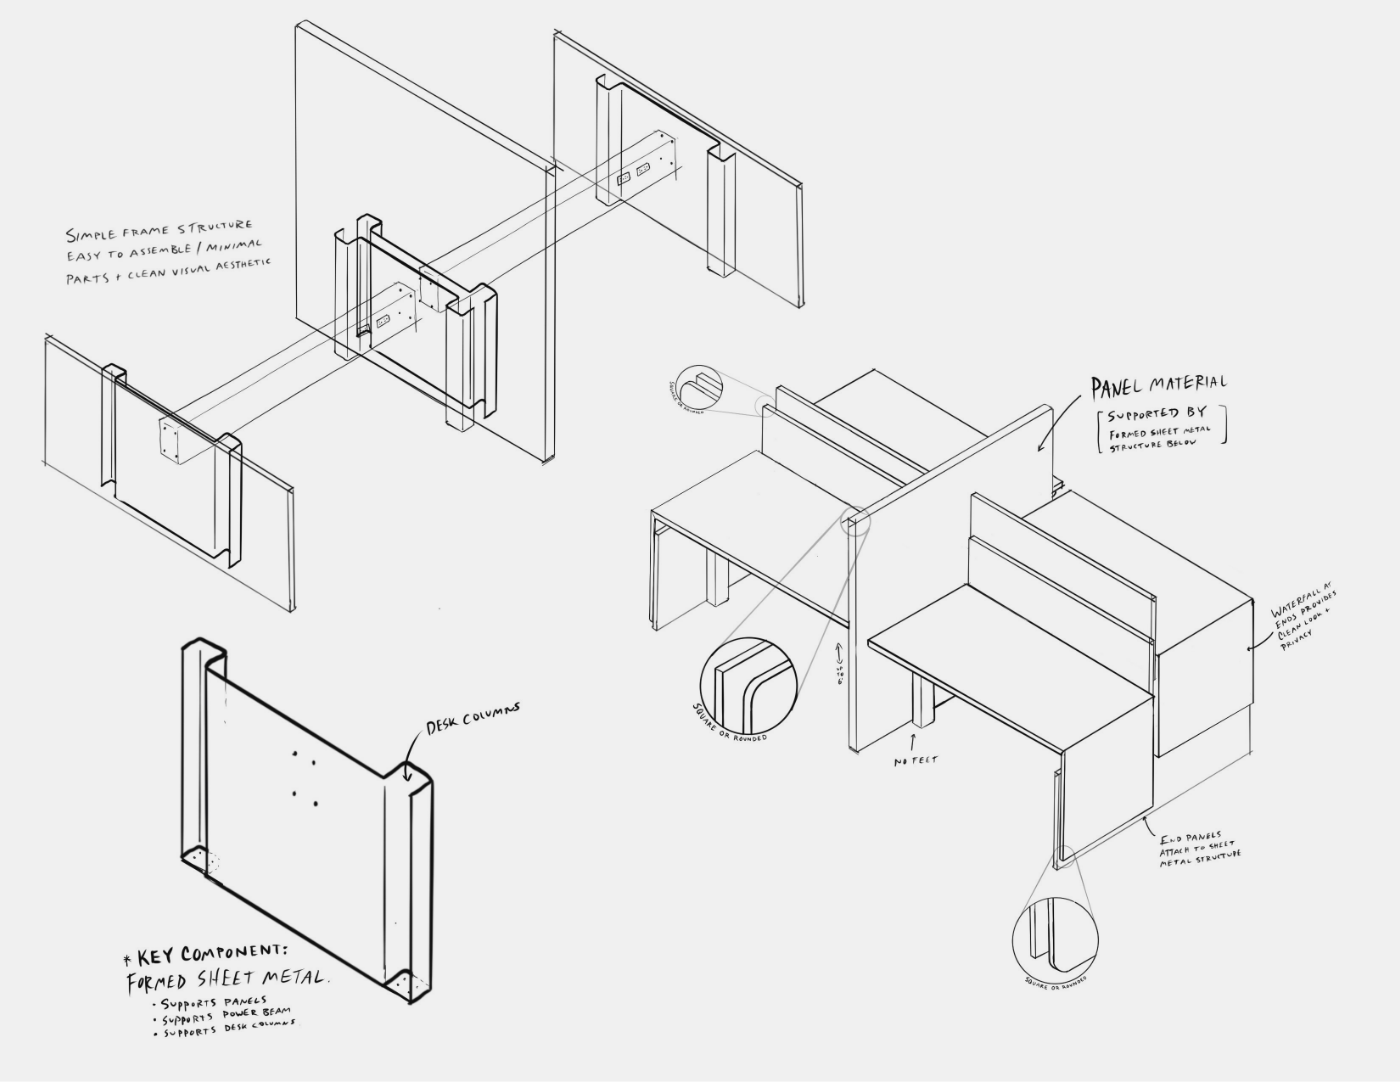 SIMPLE FRAME STRUCTURE
EASY TO ASSEMBLE / MINIMAL
PARTS + CLEAN VISUAL AESTHETIC
SQUARE OR ROUNDED
PANEL MATERIAL
[SUPPORTED BY
FORMED SHEET METAL
STRUCTURE BELOW]
WATERFALL AT
ENDS PROVIDES
CLEAN LOOK +
PRIVACY
SQUARE OR ROUNDED
NO FEET
END PANELS
ATTACH TO SHEET
METAL STRUCTURE
SQUARE OR ROUNDED
DESK COLUMNS
* KEY COMPONENT:
FORMED SHEET METAL.
• SUPPORTS PANELS
• SUPPORTS POWER BEAM
• SUPPORTS DESK COLUMNS